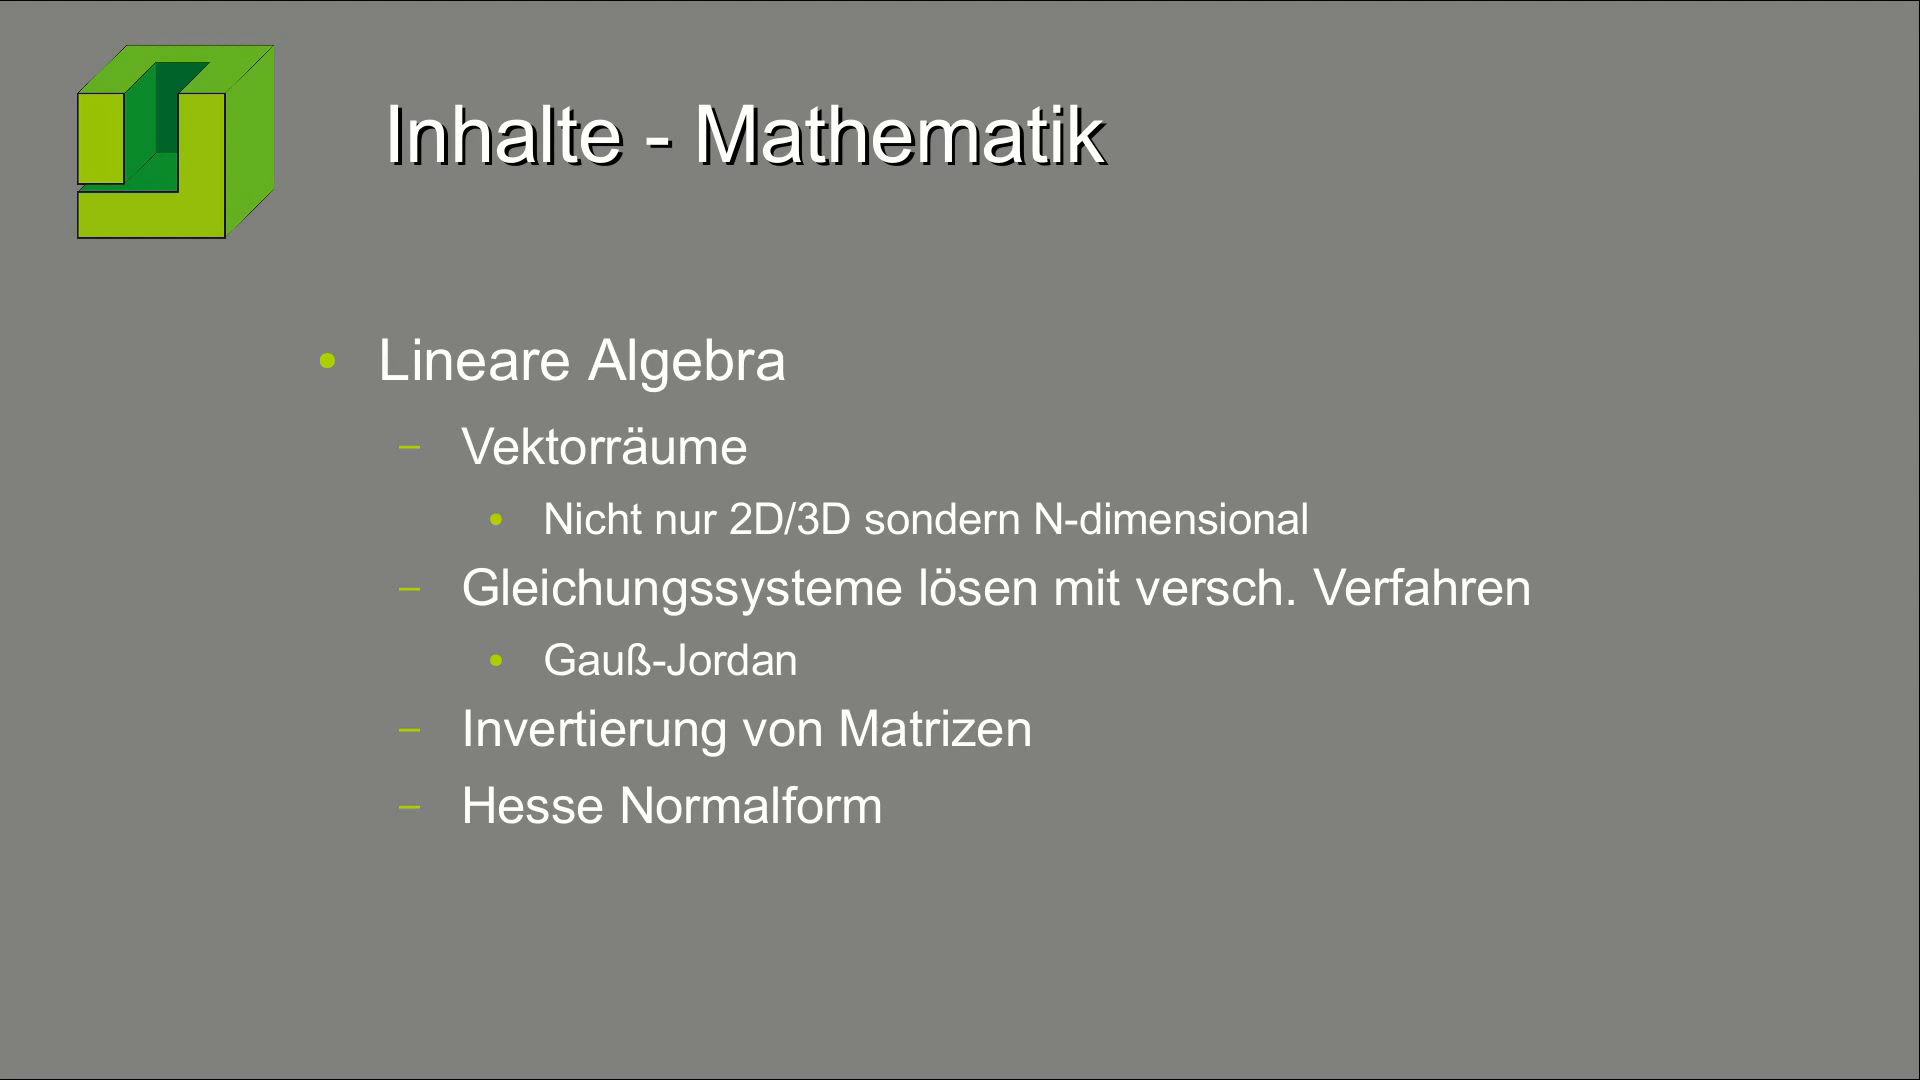 Inhalte - Mathematik
• Lineare Algebra
– Vektorräume
• Nicht nur 2D/3D sondern N-dimensional
– Gleichungssysteme lösen mit versch. Verfahren
• Gauß-Jordan
– Invertierung von Matrizen
– Hesse Normalform